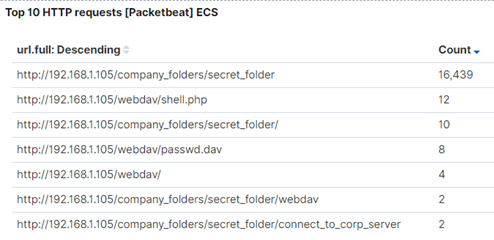 Top 10 HTTP requests [Packetbeat] ECS
url.full: Descending Count
http://192.168.1.105/company_folders/secret_folder 16,439
http://192.168.1.105/webdav/shell.php 12
http://192.168.1.105/company_folders/secret_folder/ 10
http://192.168.1.105/webdav/passwd.dav 8
http://192.168.1.105/webdav/ 4
http://192.168.1.105/company_folders/secret_folder/webdav 2
http://192.168.1.105/company_folders/secret_folder/connect_to_corp_server 2